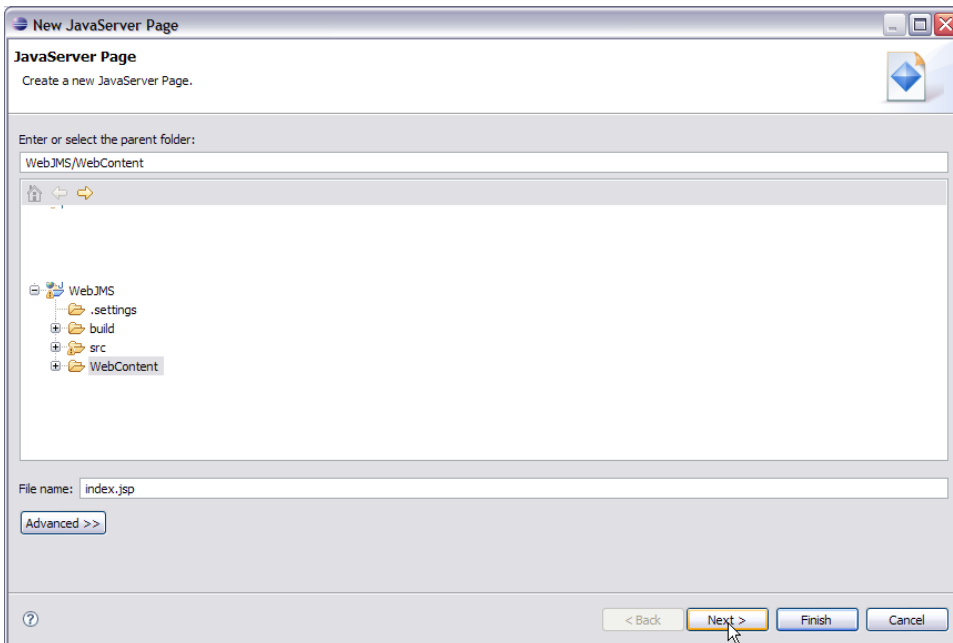 New JavaServer Page
JavaServer Page
Create a new JavaServer Page.
Enter or select the parent folder:
WebJMS/WebContent
WebJMS
.settings
build
src
WebContent
File name: index.jsp
Advanced >>
? < Back Next > Finish Cancel